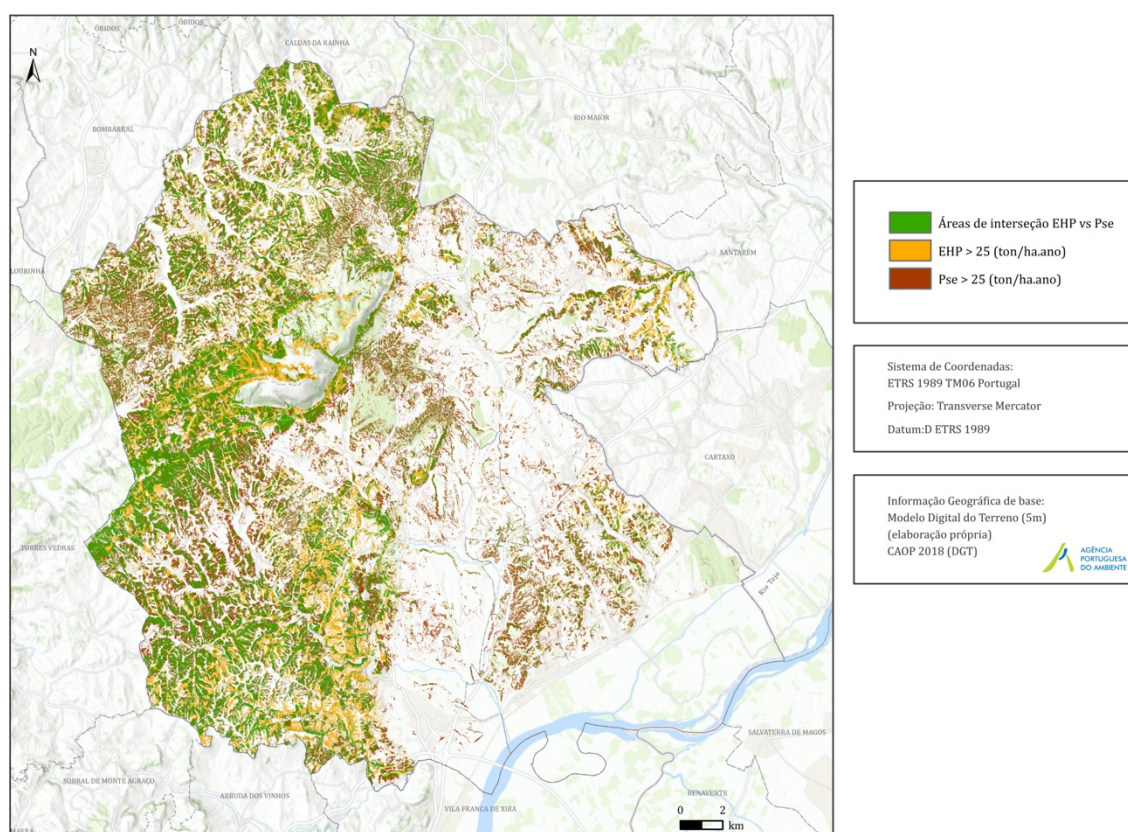 ÓBIDOS
ÓBIDOS
CALDAS DA RAINHA
N
BOMBARRAL
RIO MAIOR
LOURINHA
SANTARÉM
CARTAXO
TORRES VEDRAS
Rio Tejo
SALVATERRA DE MAGOS
SOBRAL DE MONTE AGRAÇO
ARRUDA DOS VINHOS
BENAVENTE
VILA FRANCA DE XIRA
0 2
km
MAFRA
Áreas de interseção EHP vs Pse
EHP > 25 (ton/ha.ano)
Pse > 25 (ton/ha.ano)
Sistema de Coordenadas:
ETRS 1989 TM06 Portugal
Projeção: Transverse Mercator
Datum:D ETRS 1989
Informação Geográfica de base:
Modelo Digital do Terreno (5m)
(elaboração própria)
CAOP 2018 (DGT)
AGÊNCIA
PORTUGUESA
DO AMBIENTE